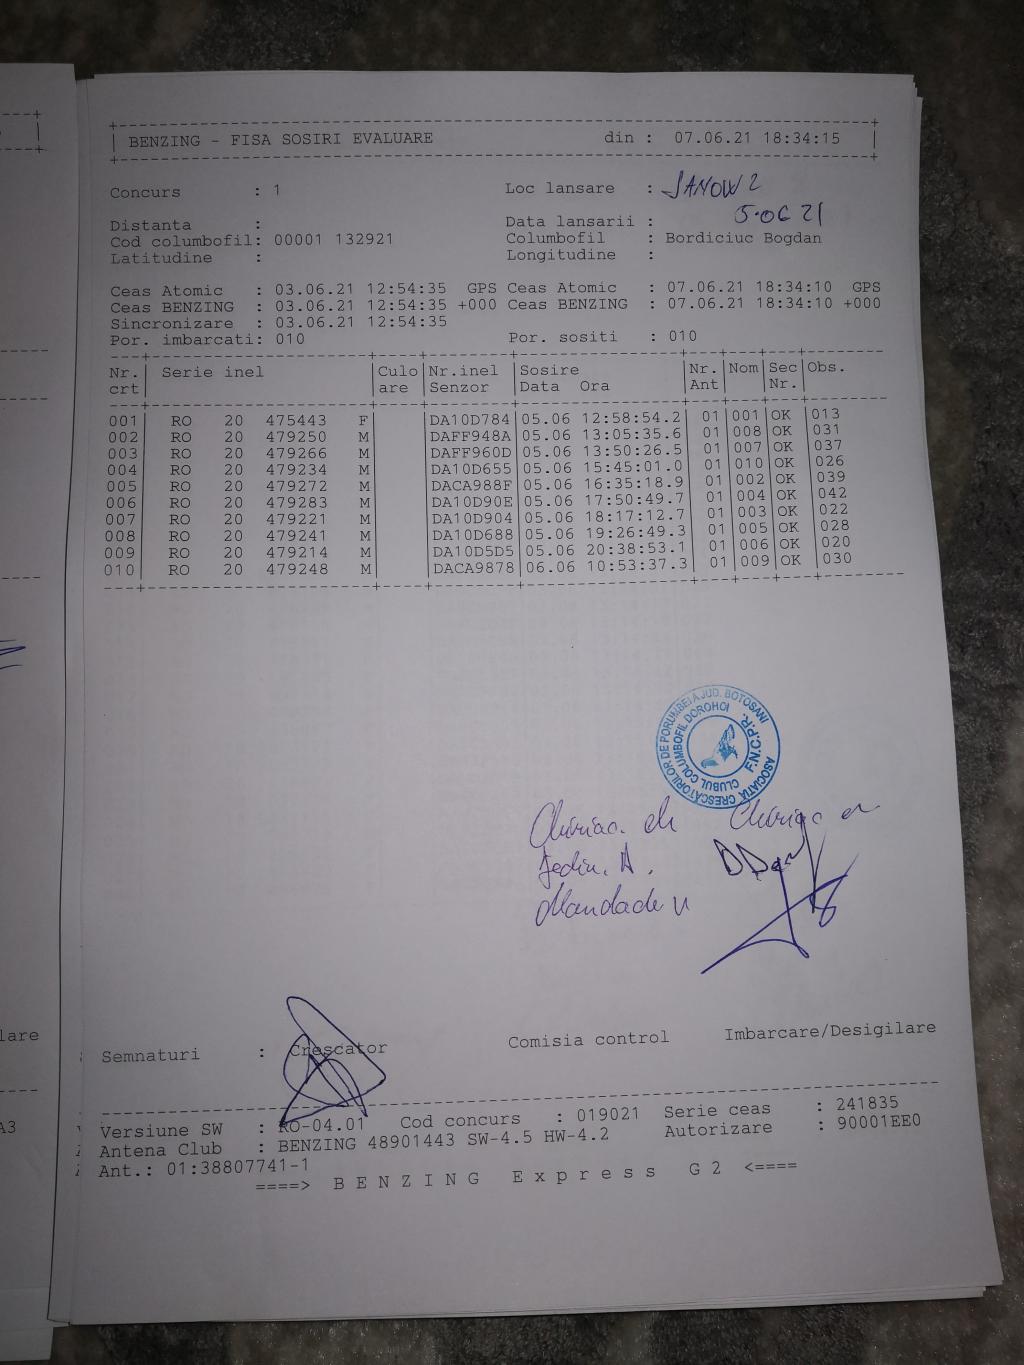 BENZING - FISA SOSIRI EVALUARE din : 07.06.21 18:34:15
Concurs : 1 Loc lansare : JANOW 2
Distanta : Data lansarii : 5.06 21
Cod columbofil: 00001 132921 Columbofil : Bordiciuc Bogdan
Latitudine : Longitudine :
Ceas Atomic : 03.06.21 12:54:35 GPS Ceas Atomic : 07.06.21 18:34:10 GPS
Ceas BENZING : 03.06.21 12:54:35 +000 Ceas BENZING : 07.06.21 18:34:10 +000
Sincronizare : 03.06.21 12:54:35
Por. imbarcati: 010 Por. sositi : 010
Nr. Serie inel Culo Nr.inel Sosire Nr. Nom Sec Obs.
crt are Senzor Data Ora Ant Nr.
001 RO 20 475443 F DA10D784 05.06 12:58:54.2 01 001 OK 013
002 RO 20 479250 M DAFF948A 05.06 13:05:35.6 01 008 OK 031
003 RO 20 479266 M DAFF960D 05.06 13:50:26.5 01 007 OK 037
004 RO 20 479234 M DA10D655 05.06 15:45:01.0 01 010 OK 026
005 RO 20 479272 M DACA988F 05.06 16:35:18.9 01 002 OK 039
006 RO 20 479283 M DA10D90E 05.06 17:50:49.7 01 004 OK 042
007 RO 20 479221 M DA10D904 05.06 18:17:12.7 01 003 OK 022
008 RO 20 479241 M DA10D688 05.06 19:26:49.3 01 005 OK 028
009 RO 20 479214 M DA10D5D5 05.06 20:38:53.1 01 006 OK 020
010 RO 20 479248 M DACA9878 06.06 10:53:37.3 01 009 OK 030
ASOCIATIA CRESCATORILOR DE PORUMBEI A JUD. BOTOSANI
CLUBUL COLUMBOFIL DOROHOI
F.N.C.P.R.
lare
Semnaturi : Crescator Comisia control Imbarcare/Desigilare
A3
Versiune SW : RO-04.01 Cod concurs : 019021 Serie ceas : 241835
Antena Club : BENZING 48901443 SW-4.5 HW-4.2 Autorizare : 90001EE0
Ant.: 01:38807741-1
====> BENZING Express G2 <====